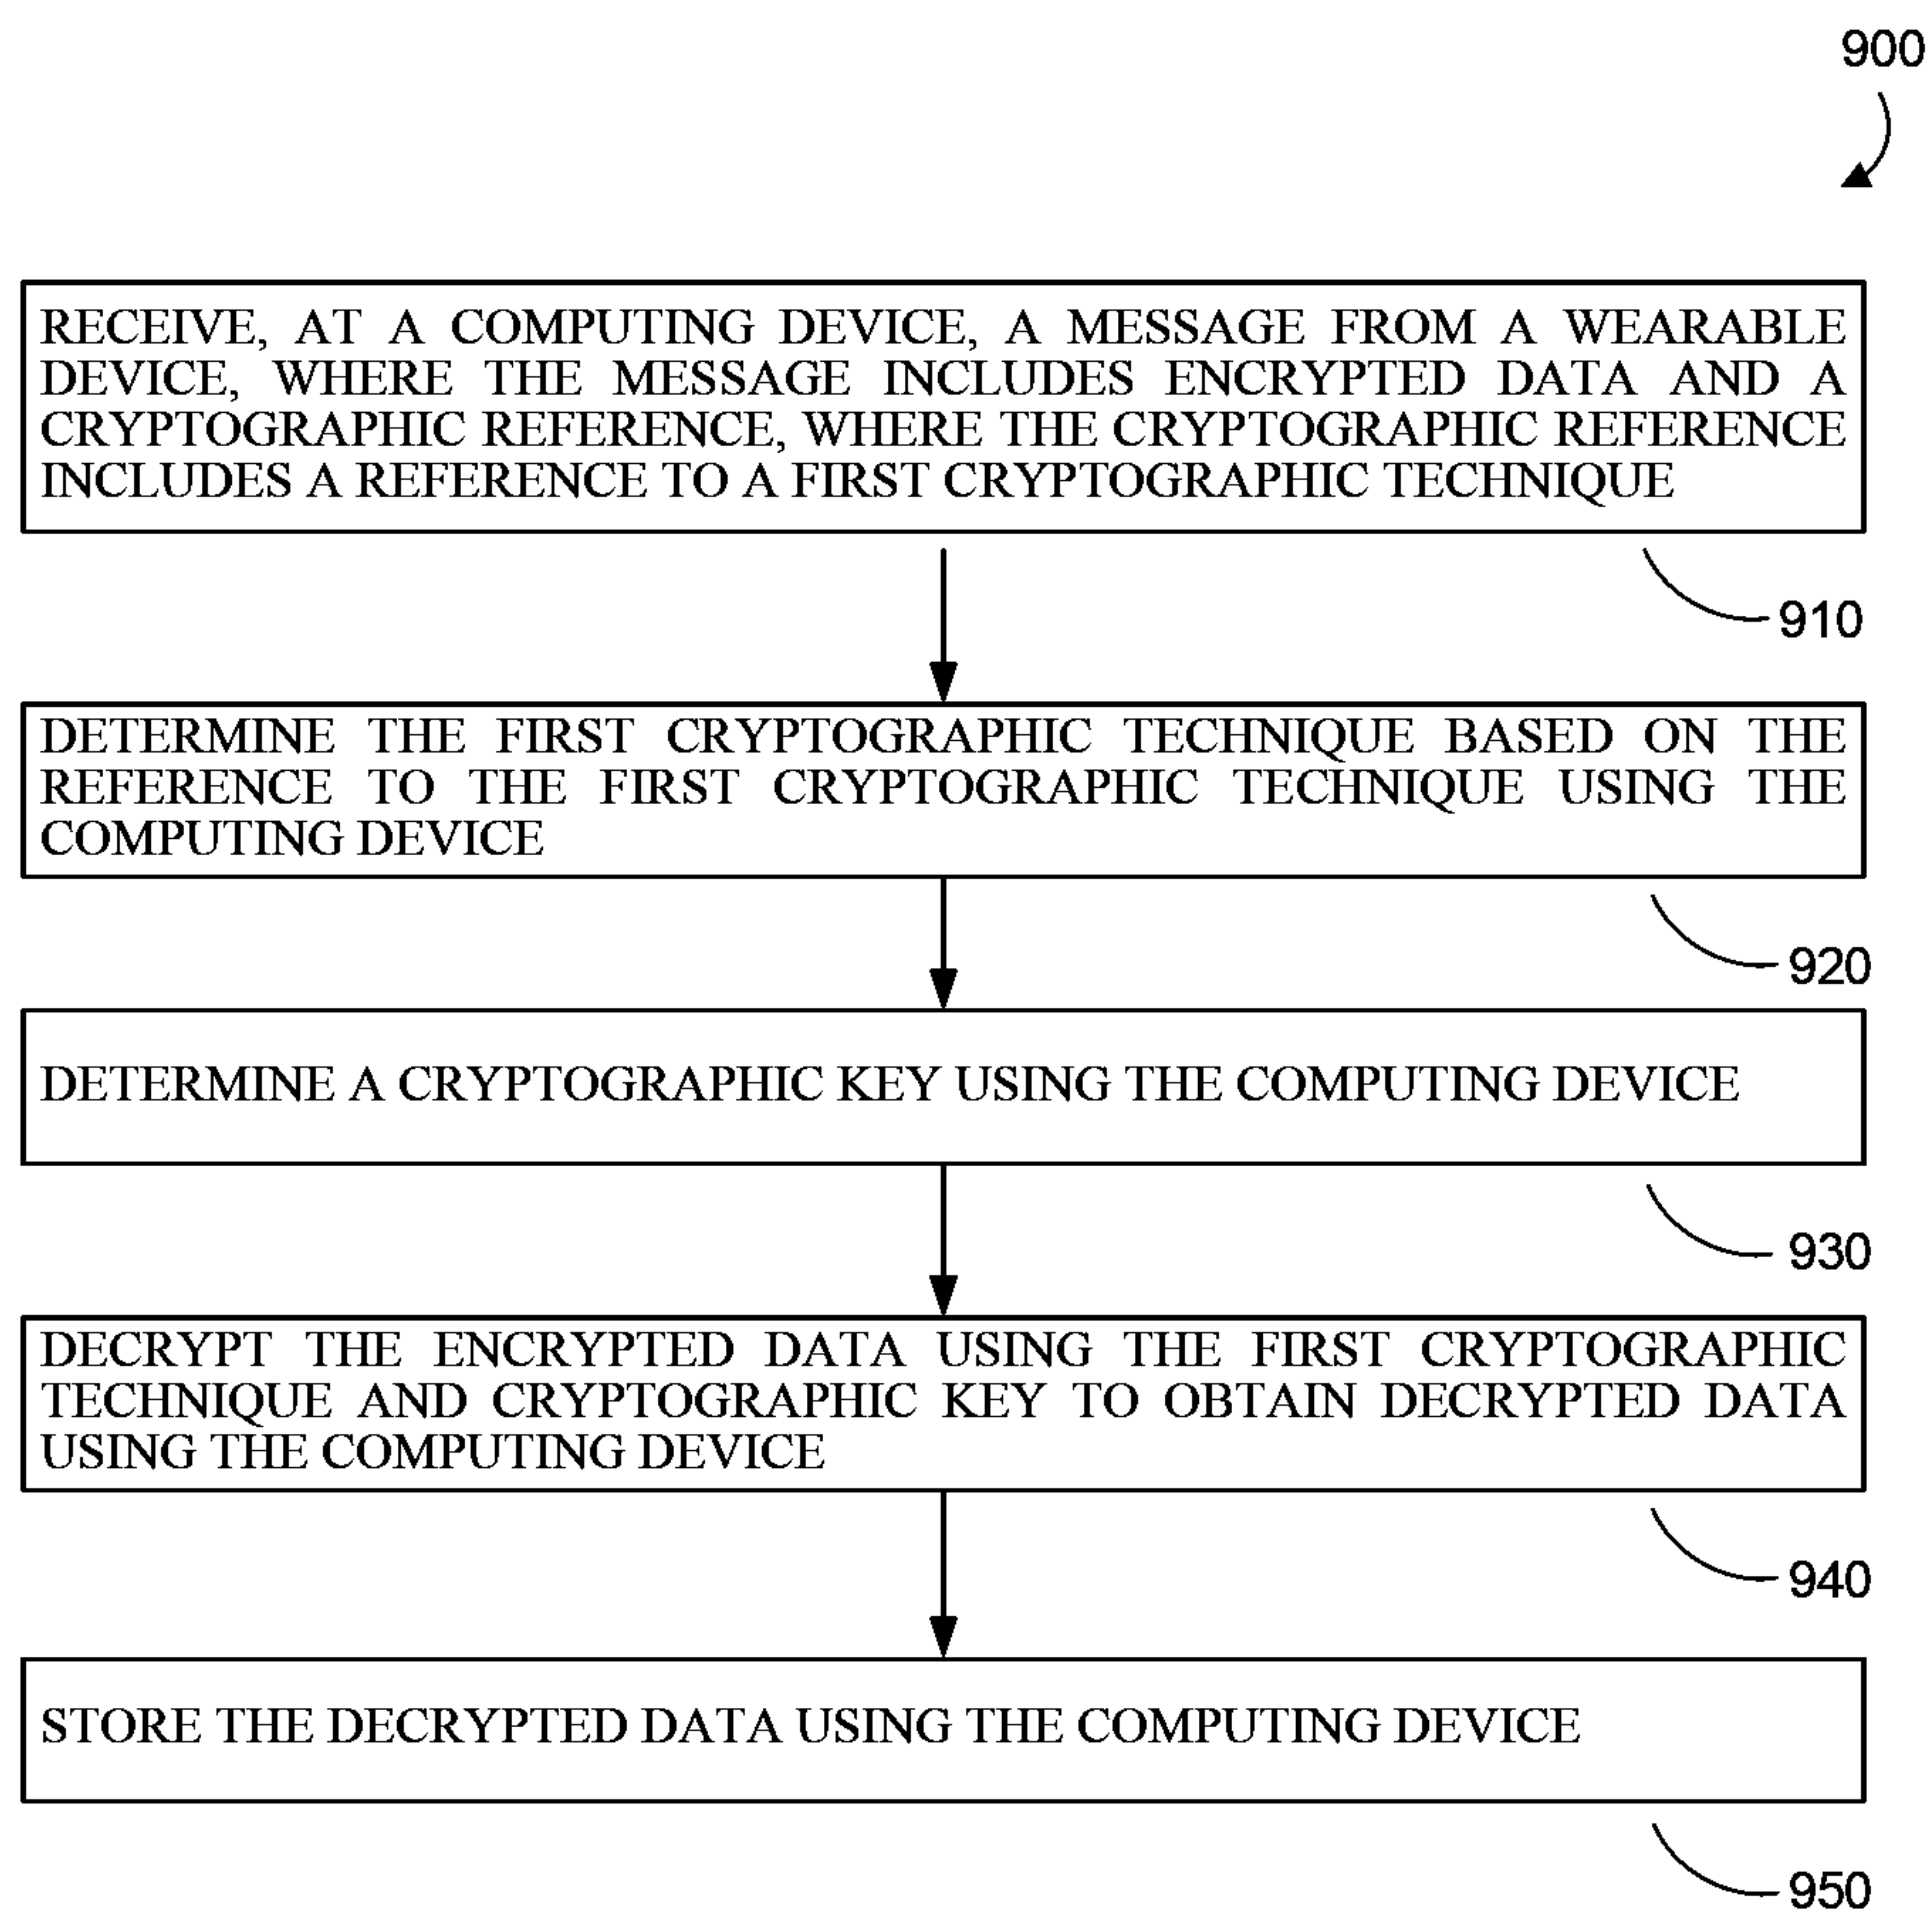 900
RECEIVE, AT A COMPUTING DEVICE, A MESSAGE FROM A WEARABLE
DEVICE, WHERE THE MESSAGE INCLUDES ENCRYPTED DATA AND A
CRYPTOGRAPHIC REFERENCE, WHERE THE CRYPTOGRAPHIC REFERENCE
INCLUDES A REFERENCE TO A FIRST CRYPTOGRAPHIC TECHNIQUE
910
DETERMINE THE FIRST CRYPTOGRAPHIC TECHNIQUE BASED ON THE
REFERENCE TO THE FIRST CRYPTOGRAPHIC TECHNIQUE USING THE
COMPUTING DEVICE
920
DETERMINE A CRYPTOGRAPHIC KEY USING THE COMPUTING DEVICE
930
DECRYPT THE ENCRYPTED DATA USING THE FIRST CRYPTOGRAPHIC
TECHNIQUE AND CRYPTOGRAPHIC KEY TO OBTAIN DECRYPTED DATA
USING THE COMPUTING DEVICE
940
STORE THE DECRYPTED DATA USING THE COMPUTING DEVICE
950